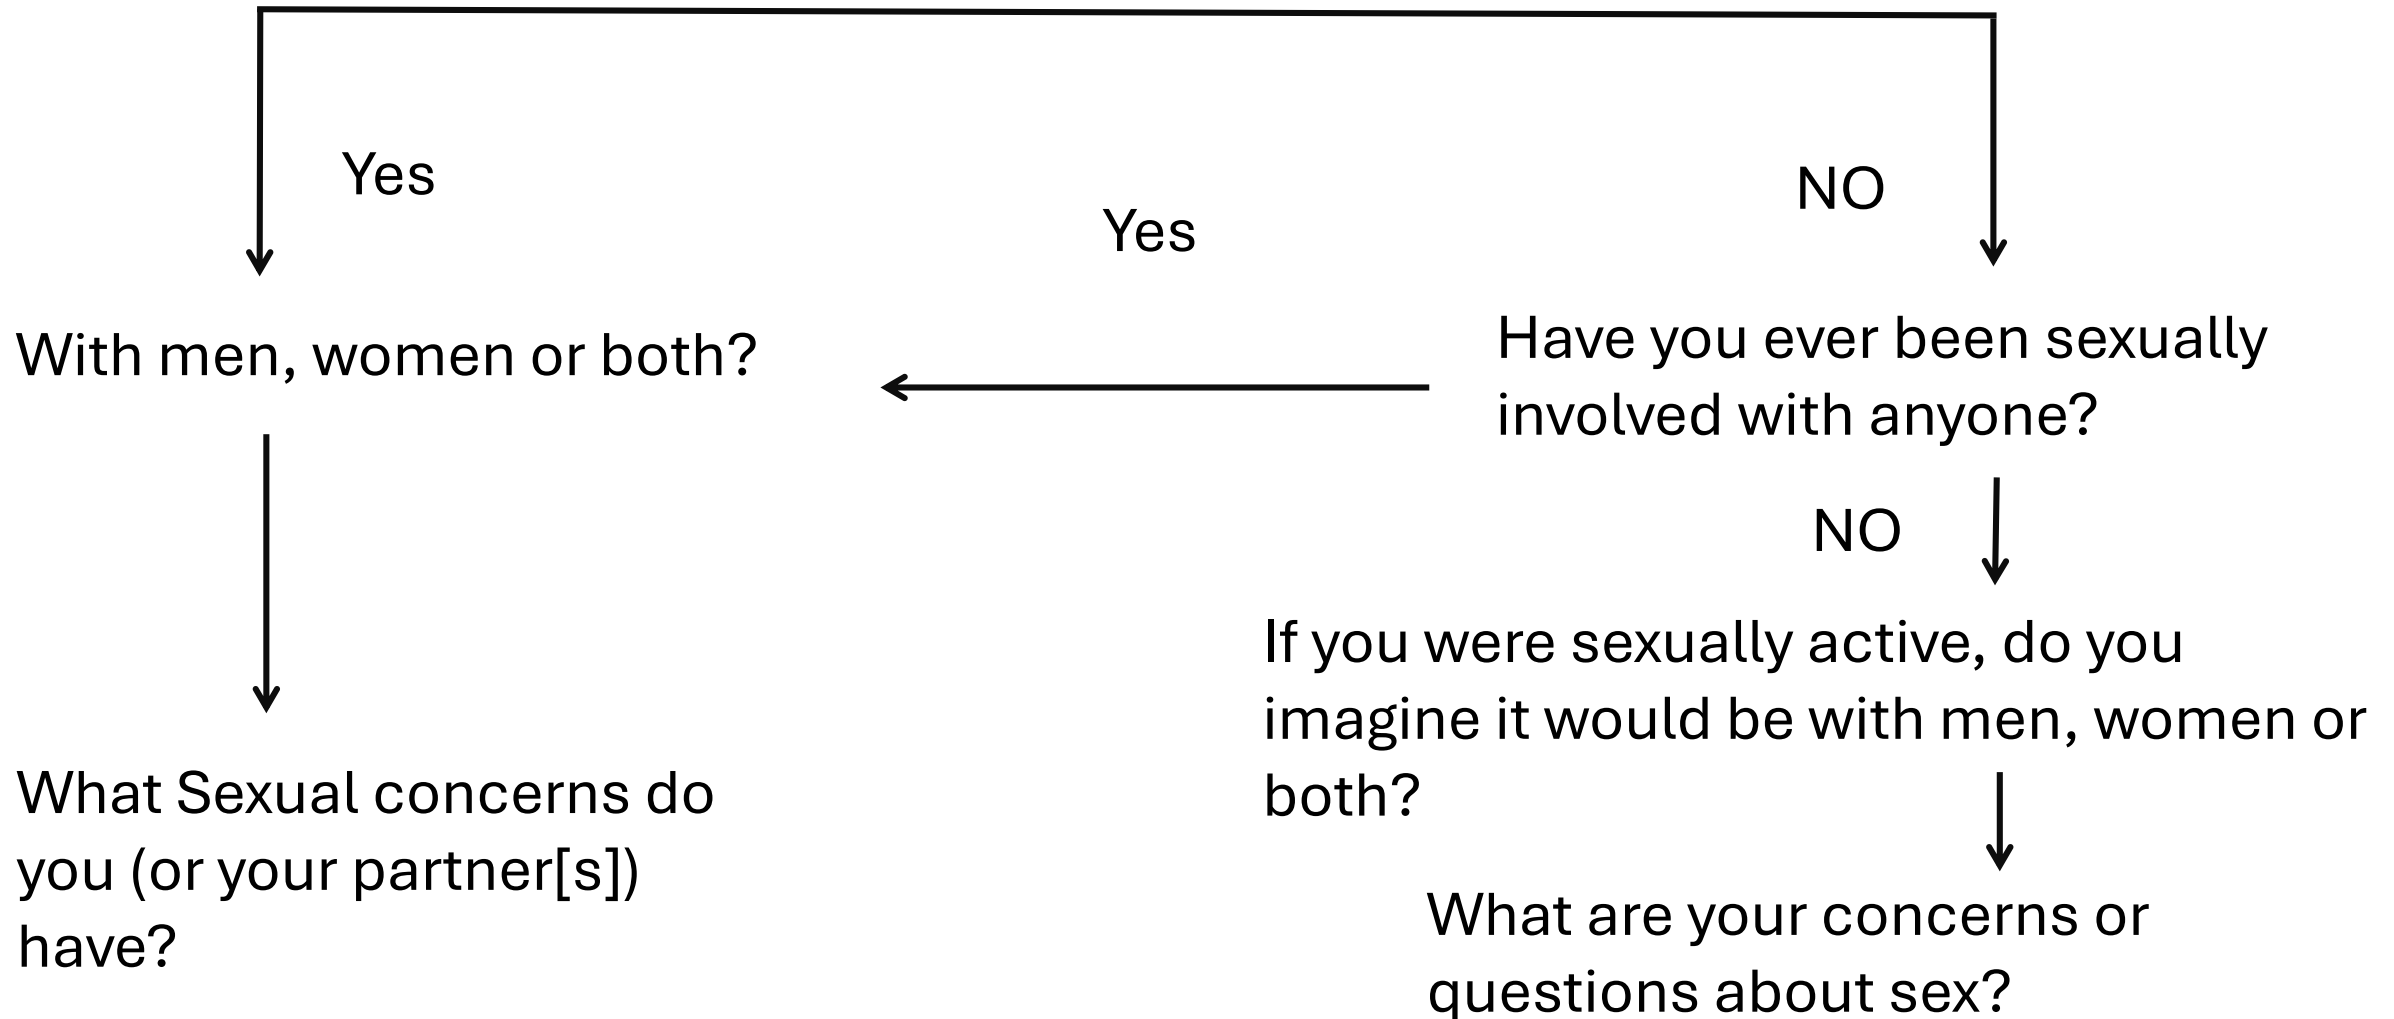 Yes
NO
Yes
With men, women or both?
Have you ever been sexually
involved with anyone?
NO
If you were sexually active, do you
imagine it would be with men, women or
both?
What Sexual concerns do
you (or your partner[s])
have?
What are your concerns or
questions about sex?